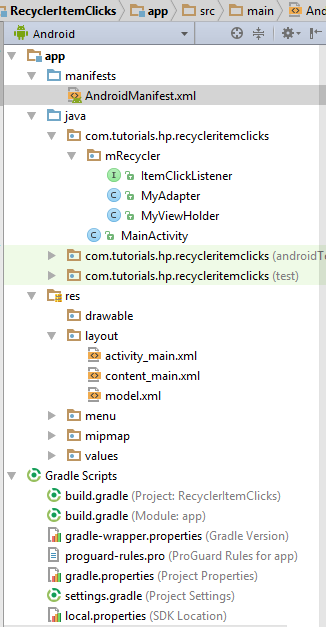 RecyclerItemClicks app src main An
Android
app
manifests
AndroidManifest.xml
java
com.tutorials.hp.recycleritemclicks
mRecycler
I ItemClickListener
C MyAdapter
C MyViewHolder
C MainActivity
com.tutorials.hp.recycleritemclicks (androidTe
com.tutorials.hp.recycleritemclicks (test)
res
drawable
layout
activity_main.xml
content_main.xml
model.xml
menu
mipmap
values
Gradle Scripts
build.gradle (Project: RecyclerItemClicks)
build.gradle (Module: app)
gradle-wrapper.properties (Gradle Version)
proguard-rules.pro (ProGuard Rules for app)
gradle.properties (Project Properties)
settings.gradle (Project Settings)
local.properties (SDK Location)